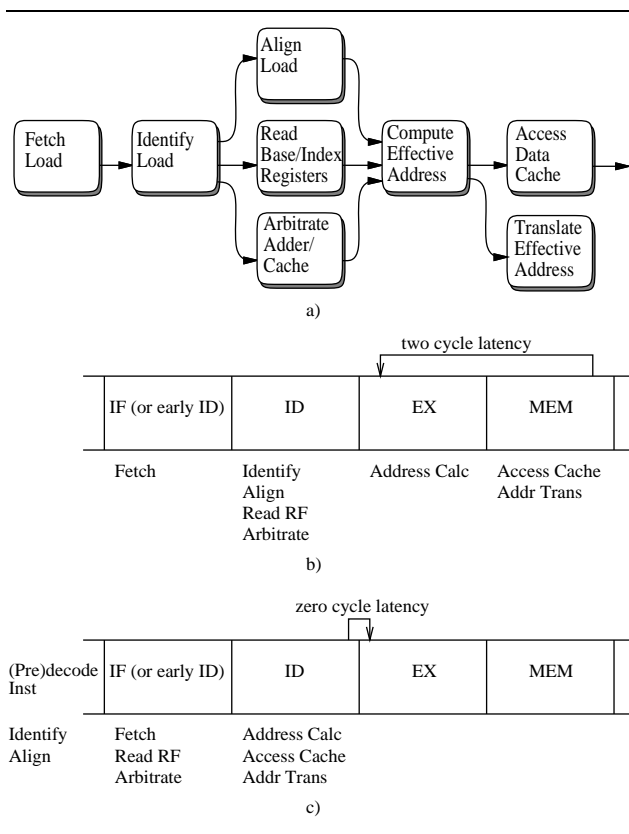 Align
Load
Fetch
Load
Identify
Load
Read
Base/Index
Registers
Compute
Effective
Address
Access
Data
Cache
Arbitrate
Adder/
Cache
Translate
Effective
Address
a)
two cycle latency
IF (or early ID)
ID
EX
MEM
Fetch
Identify
Align
Read RF
Arbitrate
Address Calc
Access Cache
Addr Trans
b)
zero cycle latency
(Pre)decode
Inst
IF (or early ID)
ID
EX
MEM
Identify
Align
Fetch
Read RF
Arbitrate
Address Calc
Access Cache
Addr Trans
c)